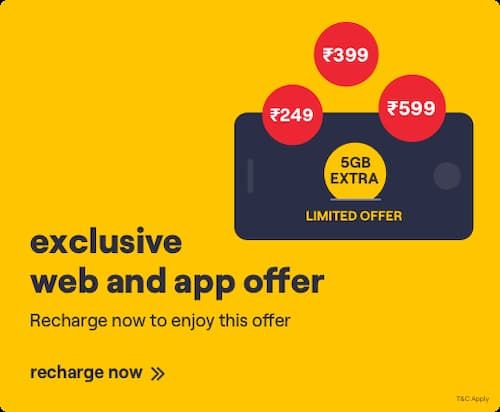 ₹399
₹249
₹599
5GB
EXTRA
LIMITED OFFER
exclusive
web and app offer
Recharge now to enjoy this offer
recharge now
T&C Apply